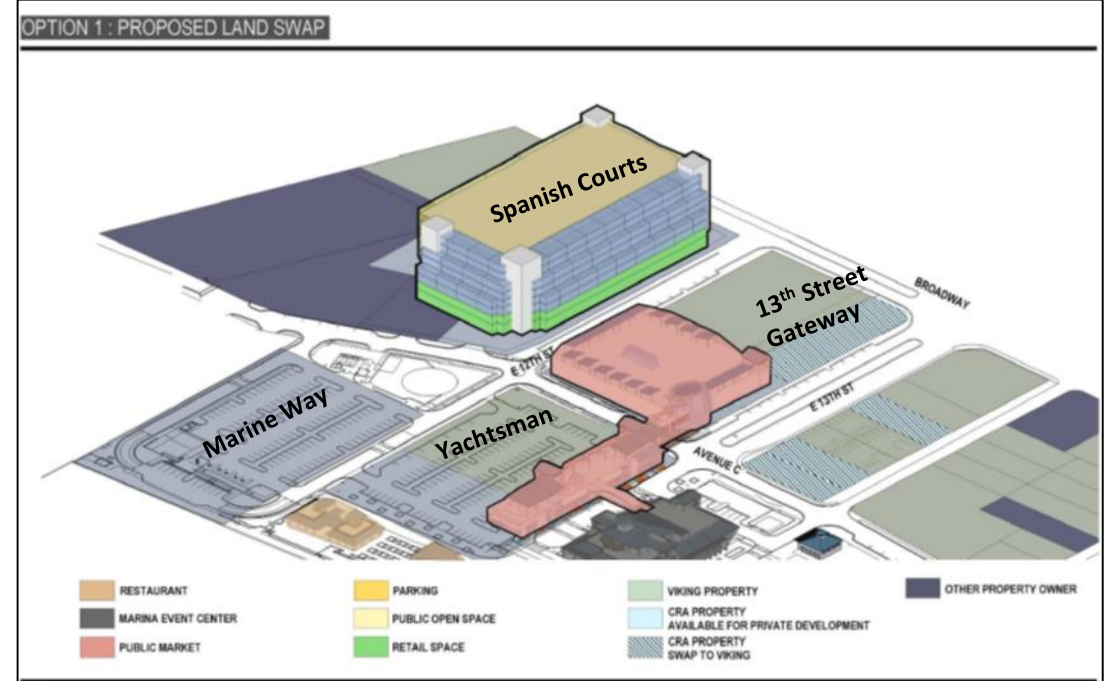 OPTION 1 : PROPOSED LAND SWAP
Spanish Courts
13th Street
Gateway
BROADWAY
E 12TH ST
E 13TH ST
Marine Way
Yachtsman
AVENUE C
RESTAURANT
MARINA EVENT CENTER
PUBLIC MARKET
PARKING
PUBLIC OPEN SPACE
RETAIL SPACE
VIKING PROPERTY
CRA PROPERTY
AVAILABLE FOR PRIVATE DEVELOPMENT
CRA PROPERTY
SWAP TO VIKING
OTHER PROPERTY OWNER